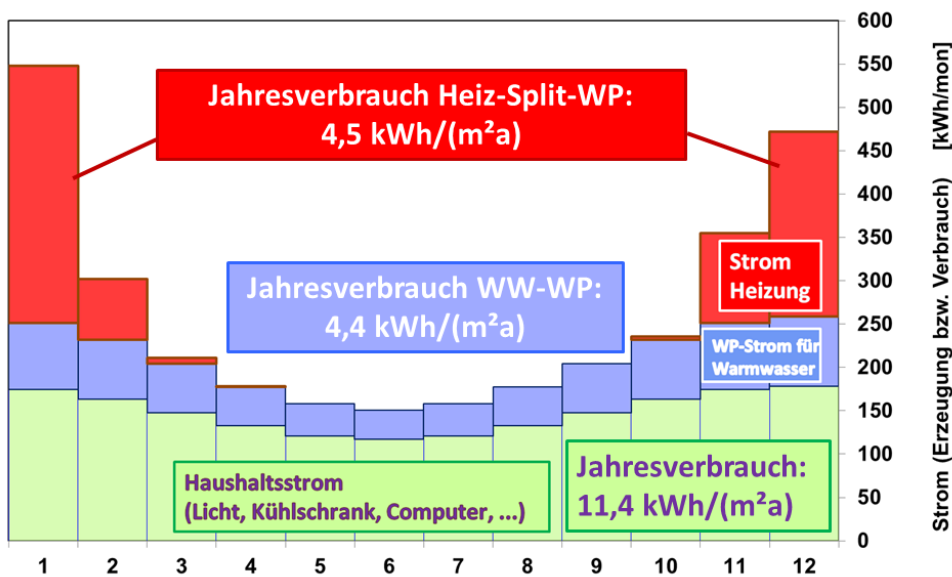 Jahresverbrauch Heiz-Split-WP:
4,5 kWh/(m²a)
Jahresverbrauch WW-WP:
4,4 kWh/(m²a)
Strom
Heizung
WP-Strom für
Warmwasser
Haushaltsstrom
(Licht, Kühlschrank, Computer, ...)
Jahresverbrauch:
11,4 kWh/(m²a)
600
550
500
450
400
350
300
250
200
150
100
50
0
Strom (Erzeugung bzw. Verbrauch) [kWh/mon]
1 2 3 4 5 6 7 8 9 10 11 12